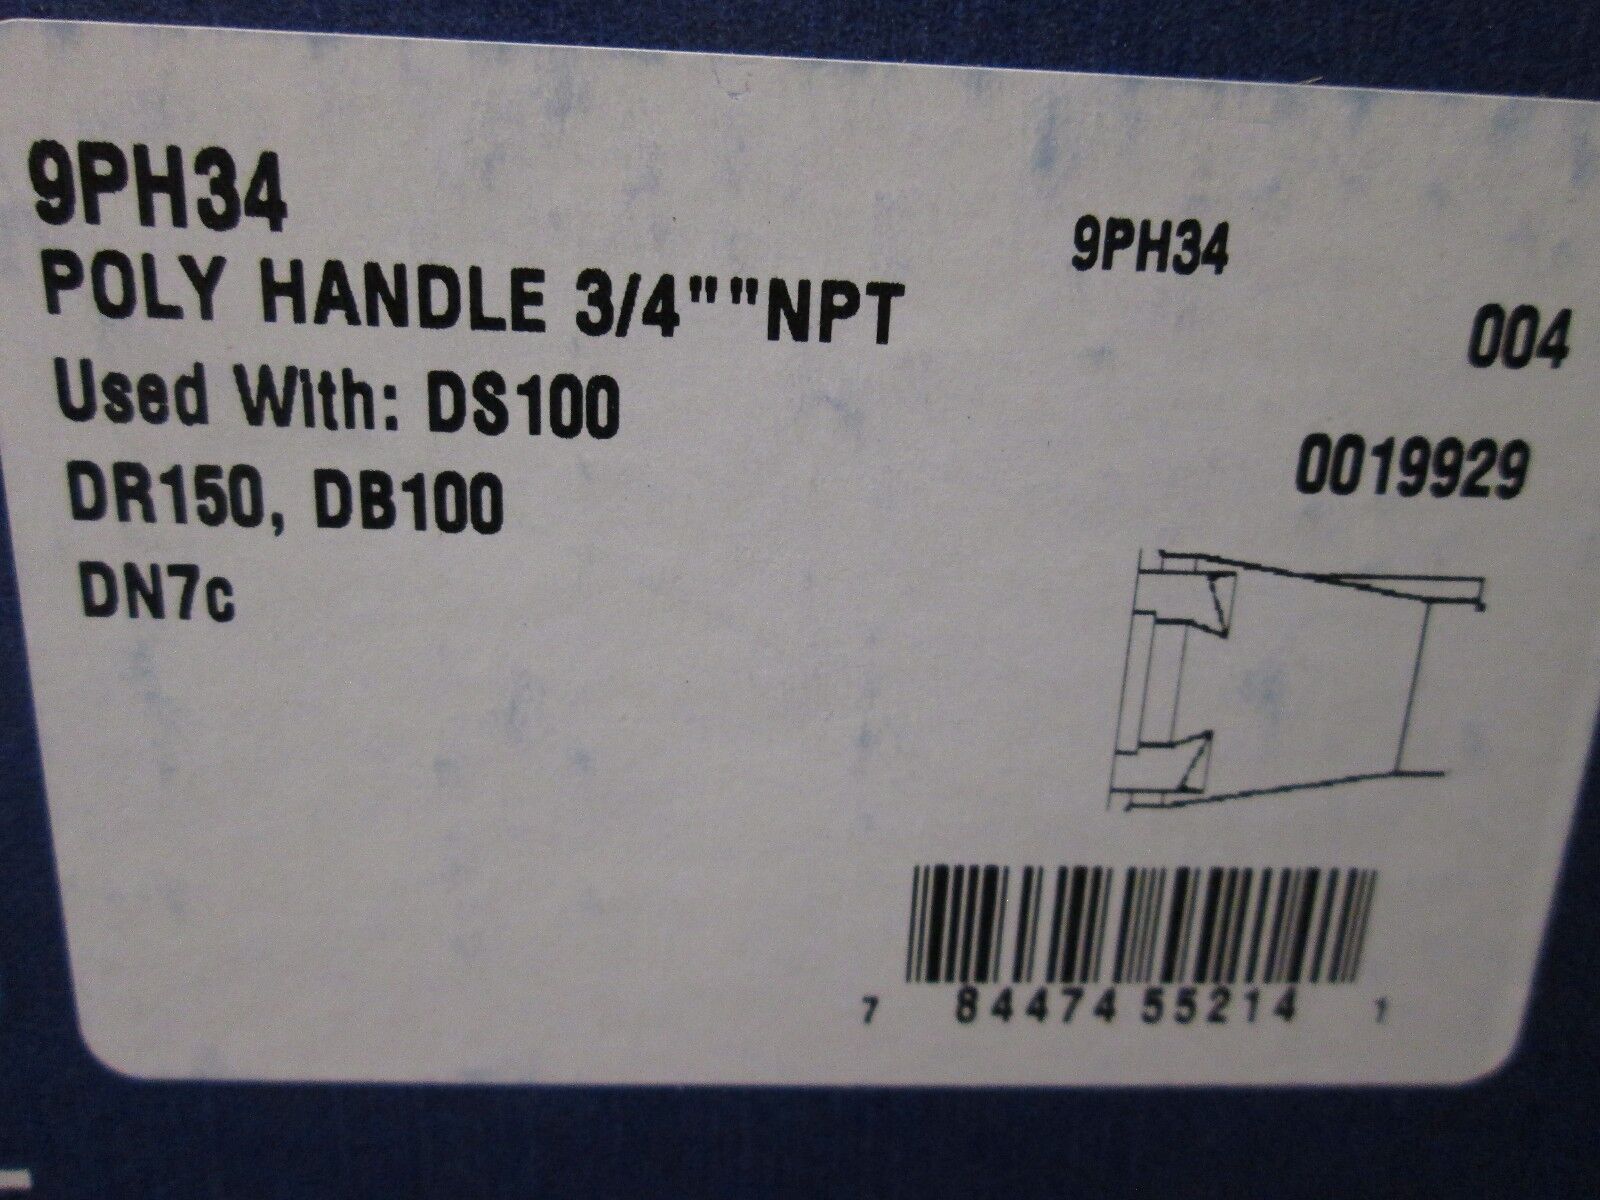 9PH34
POLY HANDLE 3/4""NPT
Used With: DS100
DR150, DB100
DN7c
9PH34
004
0019929
7 84474 55214 1